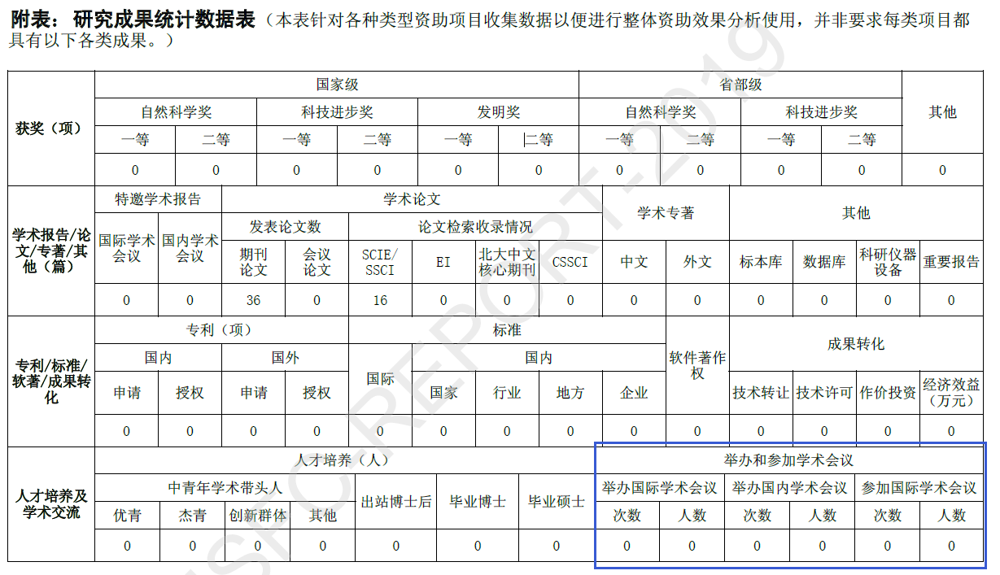 附表：研究成果统计数据表（本表针对各种类型资助项目收集数据以便进行整体资助效果分析使用，并非要求每类项目都
具有以下各类成果。）
获奖（项）
国家级
省部级
其他
自然科学奖
科技进步奖
发明奖
自然科学奖
科技进步奖
一等
二等
一等
二等
一等
二等
一等
二等
一等
二等
0
0
0
0
0
0
0
0
0
0
0
学术报告/论
文/专著/其
他（篇）
特邀学术报告
学术论文
学术专著
其他
国际学术
会议
国内学术
会议
发表论文数
论文检索收录情况
期刊
论文
会议
论文
SCIE/
SSCI
EI
北大中文
核心期刊
CSSCI
中文
外文
标本库
数据库
科研仪器
设备
重要报告
0
0
36
0
16
0
0
0
0
0
0
0
0
0
专利/标准/
软著/成果转
化
专利（项）
标准
软件著作
权
成果转化
国内
国外
国际
国内
申请
授权
申请
授权
国家
行业
地方
企业
技术转让
技术许可
作价投资
经济效益
（万元）
0
0
0
0
0
0
0
0
0
0
0
0
0
0
人才培养及
学术交流
人才培养（人）
举办和参加学术会议
中青年学术带头人
出站博士后
毕业博士
毕业硕士
举办国际学术会议
举办国内学术会议
参加国际学术会议
优青
杰青
创新群体
其他
次数
人数
次数
人数
次数
人数
0
0
0
0
0
0
0
0
0
0
0
0
0
NSFC-REPORT-2019